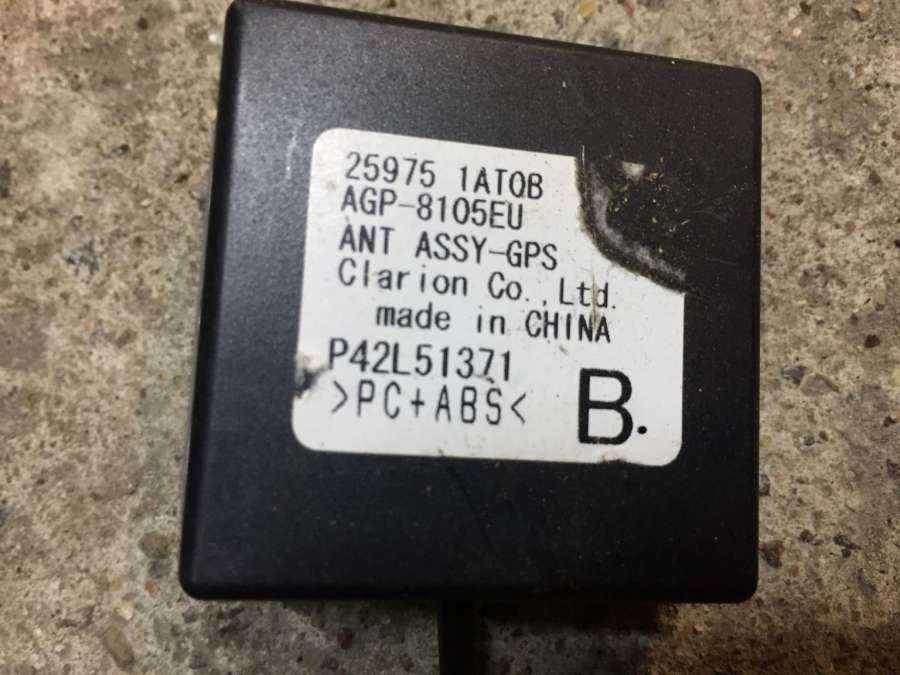 25975 1AT0B
AGP-8105EU
ANT ASSY-GPS
Clarion Co.,Ltd.
made in CHINA
P42L51371
>PC+ABS<
B.